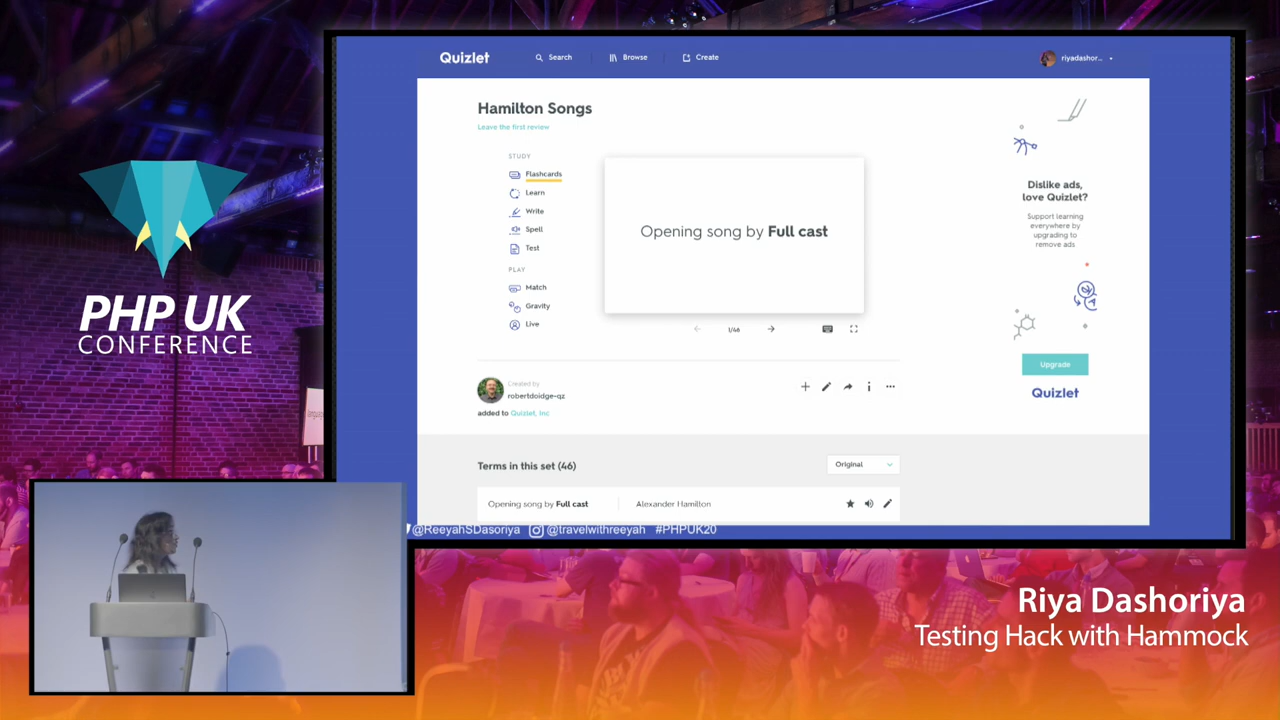 Quizlet
Search
Browse
Create
riyadashor...
Hamilton Songs
Leave the first review
STUDY
Flashcards
Learn
Write
Spell
Test
PLAY
Match
Gravity
Live
Opening song by Full cast
1/46
Dislike ads,
love Quizlet?
Support learning
everywhere by
upgrading to
remove ads
Upgrade
Quizlet
Created by
robertdoidge-qz
added to Quizlet, Inc
Terms in this set (46)
Original
Opening song by Full cast
Alexander Hamilton
@ReeyahSDasoriya @travelwithreeyah #PHPUK20
PHP UK
CONFERENCE
Riya Dashoriya
Testing Hack with Hammock